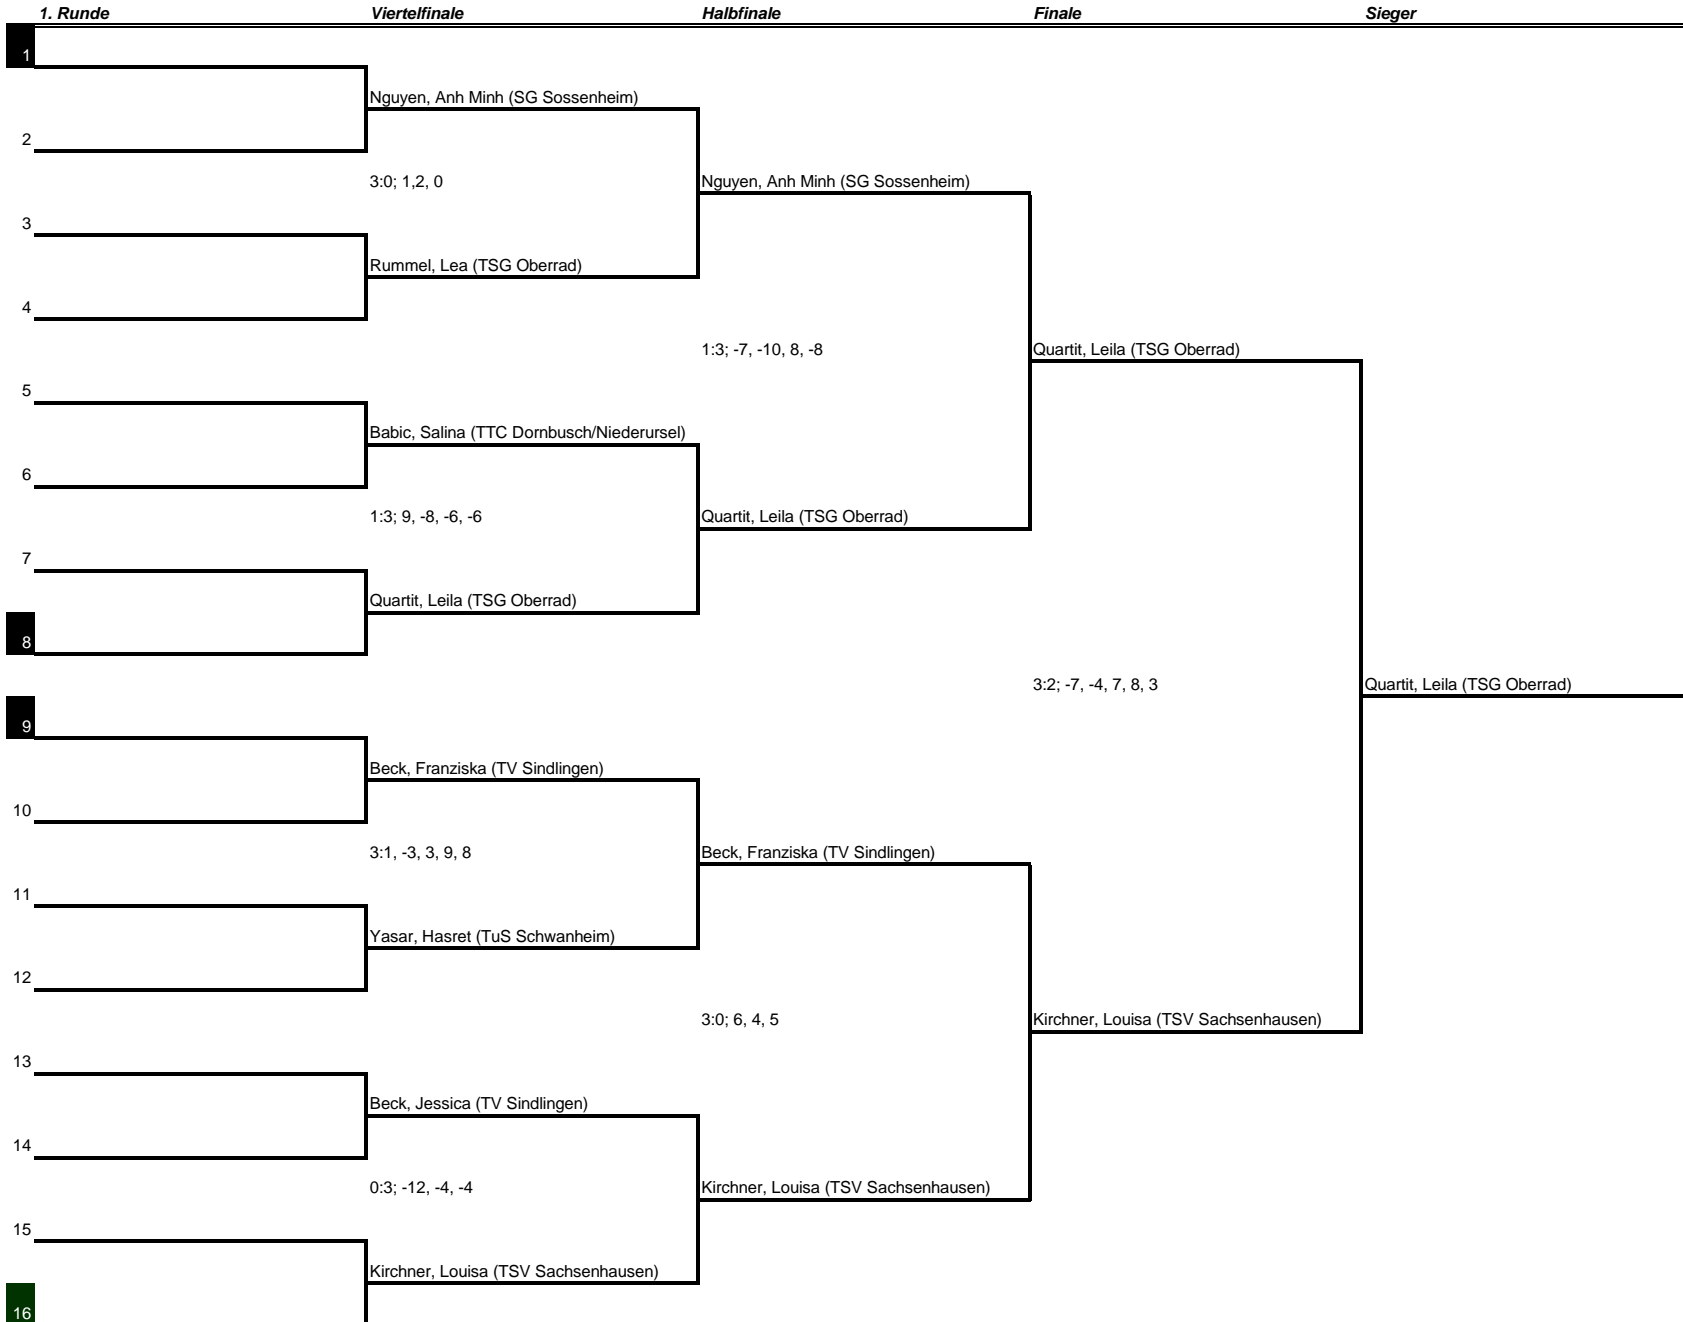 1. Runde Viertelfinale Halbfinale Finale Sieger
1
Nguyen, Anh Minh (SG Sossenheim)
2
3:0; 1,2, 0 Nguyen, Anh Minh (SG Sossenheim)
3
Rummel, Lea (TSG Oberrad)
4
1:3; -7, -10, 8, -8 Quartit, Leila (TSG Oberrad)
5
Babic, Salina (TTC Dornbusch/Niederursel)
6
1:3; 9, -8, -6, -6 Quartit, Leila (TSG Oberrad)
7
Quartit, Leila (TSG Oberrad)
8
3:2; -7, -4, 7, 8, 3 Quartit, Leila (TSG Oberrad)
9
Beck, Franziska (TV Sindlingen)
10
3:1, -3, 3, 9, 8 Beck, Franziska (TV Sindlingen)
11
Yasar, Hasret (TuS Schwanheim)
12
3:0; 6, 4, 5 Kirchner, Louisa (TSV Sachsenhausen)
13
Beck, Jessica (TV Sindlingen)
14
0:3; -12, -4, -4 Kirchner, Louisa (TSV Sachsenhausen)
15
Kirchner, Louisa (TSV Sachsenhausen)
16